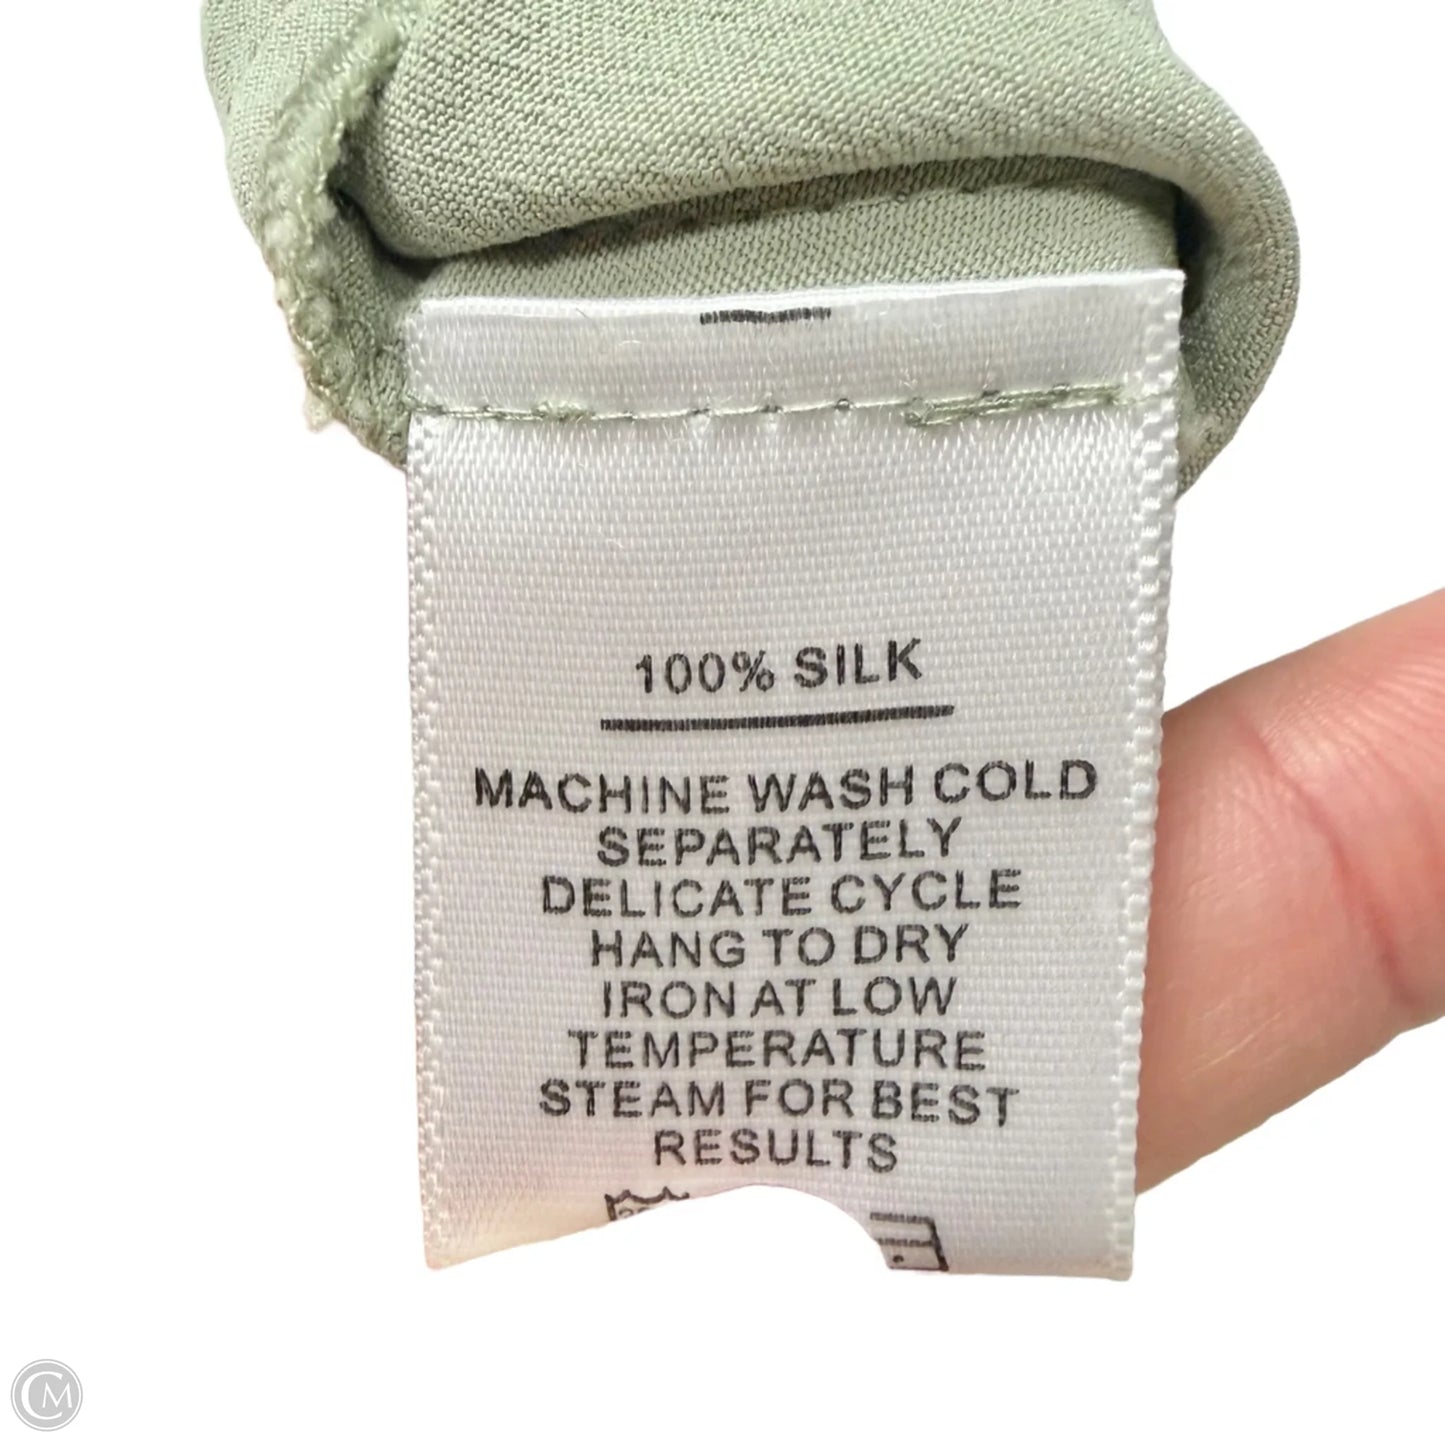 100% SILK
MACHINE WASH COLD
SEPARATELY
DELICATE CYCLE
HANG TO DRY
IRON AT LOW
TEMPERATURE
STEAM FOR BEST
RESULTS
CM